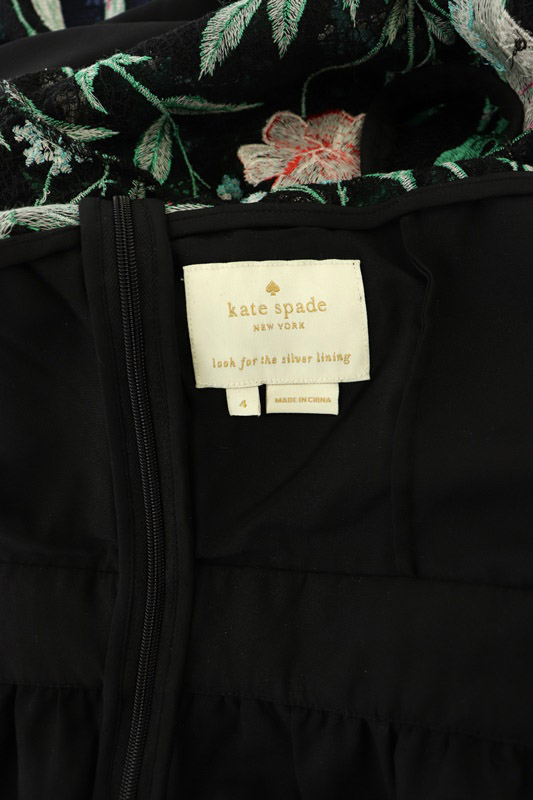 kate spade
NEW YORK
look for the silver lining
4
MADE IN CHINA